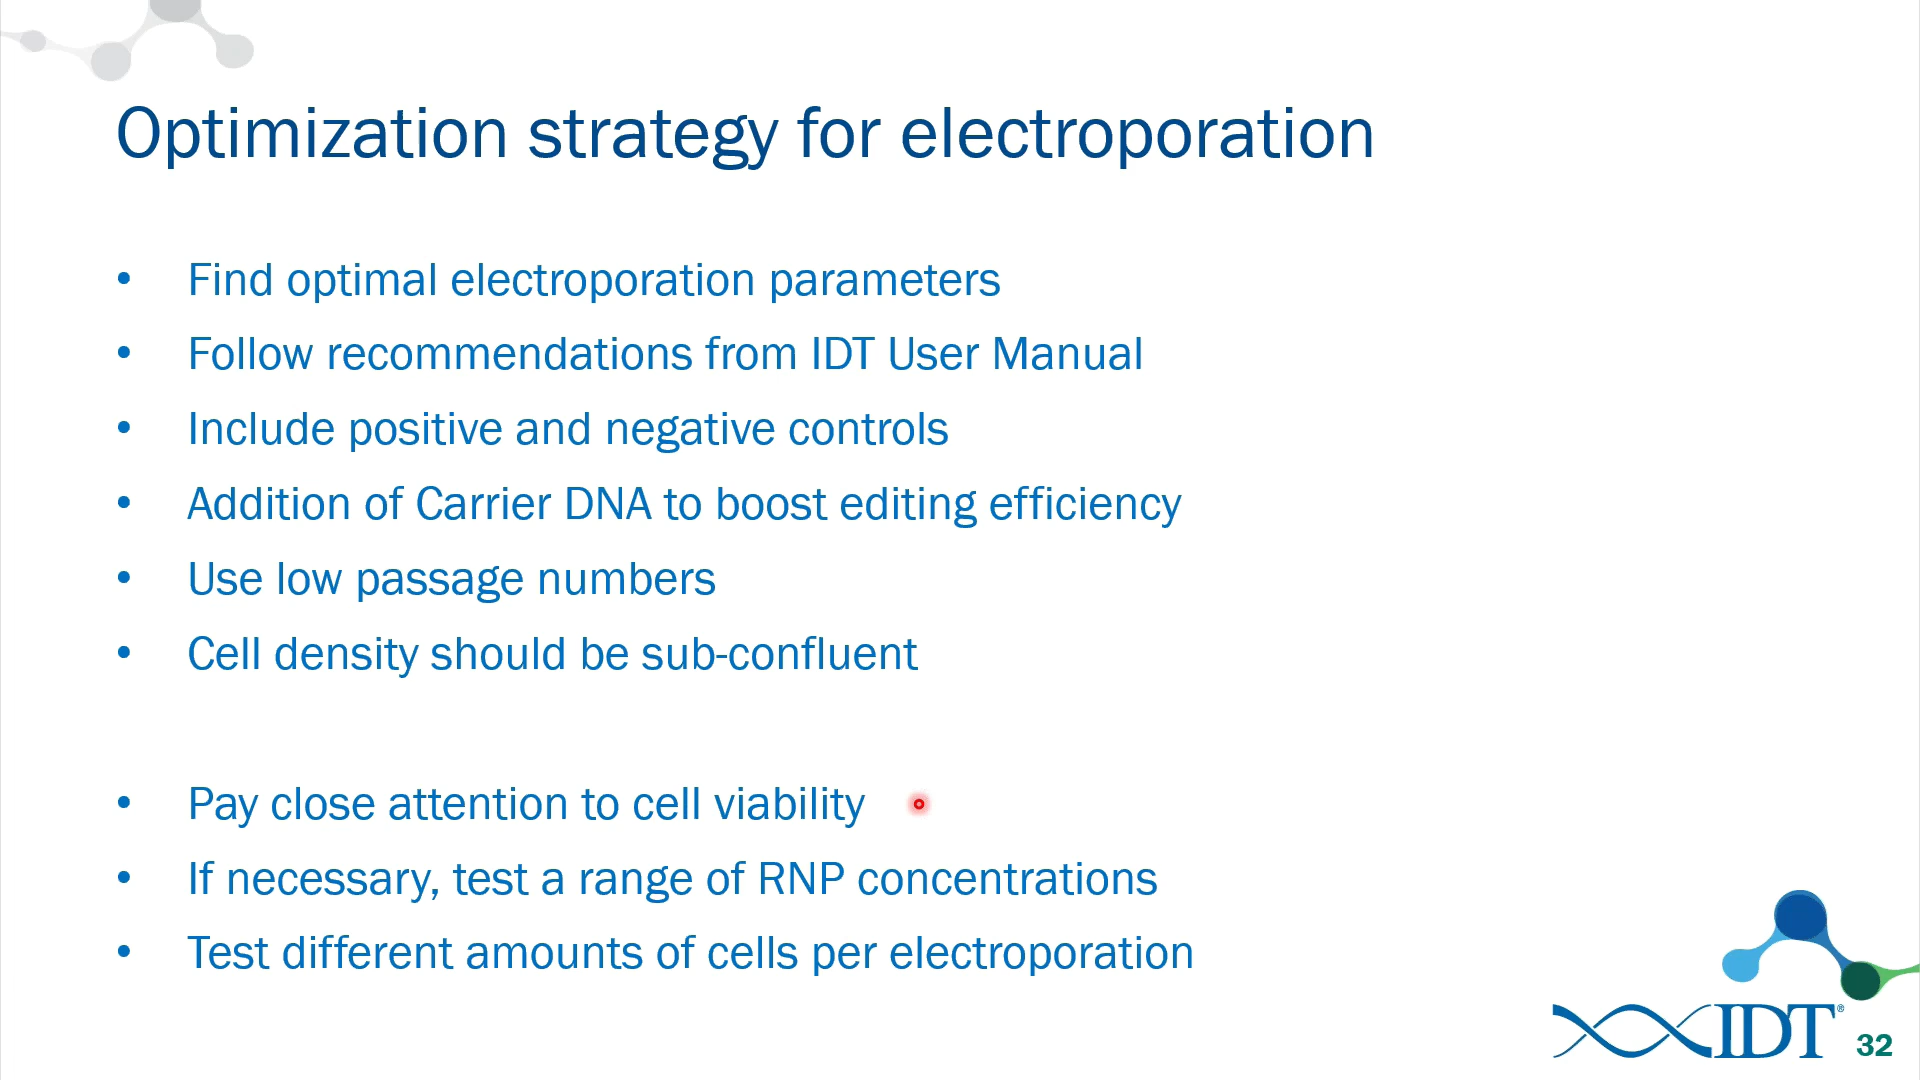 Optimization strategy for electroporation
• Find optimal electroporation parameters
• Follow recommendations from IDT User Manual
• Include positive and negative controls
• Addition of Carrier DNA to boost editing efficiency
• Use low passage numbers
• Cell density should be sub-confluent
• Pay close attention to cell viability
• If necessary, test a range of RNP concentrations
• Test different amounts of cells per electroporation
IDT®
32